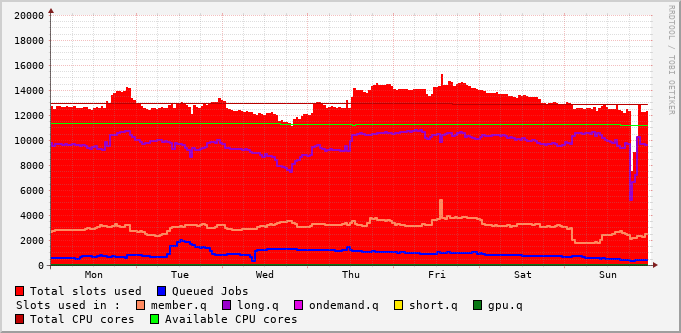 20000
18000
16000
14000
12000
10000
8000
6000
4000
2000
0
Mon Tue Wed Thu Fri Sat Sun
Total slots used Queued Jobs
Slots used in : member.q long.q ondemand.q short.q gpu.q
Total CPU cores Available CPU cores
RRDTOOL / TOBI OETIKER